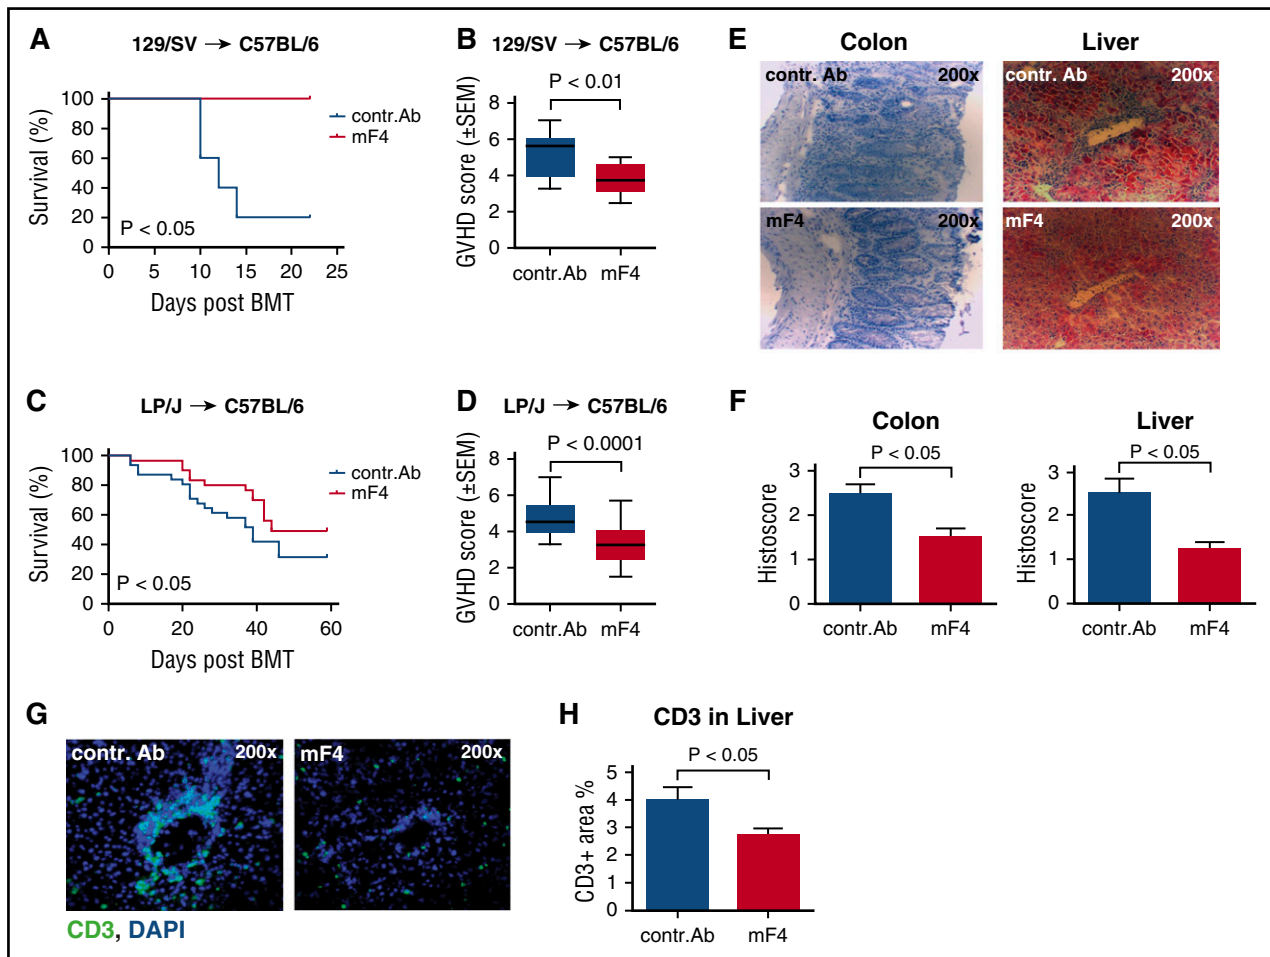 A
129/SV → C57BL/6
Survival (%)
100
80
60
40
20
0
P < 0.05
0 5 10 15 20 25
Days post BMT
contr.Ab
mF4
B
129/SV → C57BL/6
P < 0.01
GVHD score (±SEM)
8
6
4
2
0
contr.Ab mF4
E
Colon Liver
contr. Ab 200x
contr. Ab 200x
mF4 200x
mF4 200x
C
LP/J → C57BL/6
Survival (%)
100
80
60
40
20
0
P < 0.05
0 20 40 60
Days post BMT
contr.Ab
mF4
D
LP/J → C57BL/6
P < 0.0001
GVHD score (±SEM)
8
6
4
2
0
contr.Ab mF4
F
Colon
P < 0.05
Histoscore
3
2
1
0
contr.Ab mF4
Liver
P < 0.05
Histoscore
3
2
1
0
contr.Ab mF4
G
contr. Ab 200x
mF4 200x
CD3, DAPI
H
CD3 in Liver
P < 0.05
CD3+ area %
5
4
3
2
1
0
contr.Ab mF4